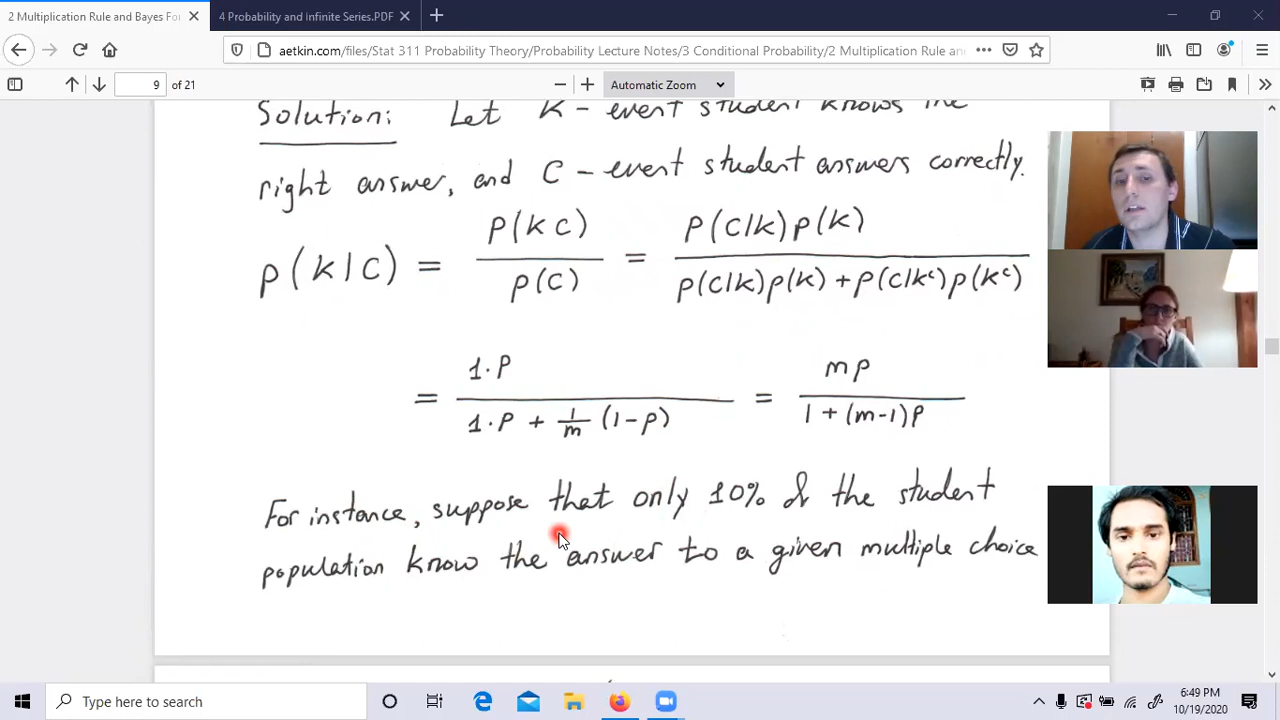 2 Multiplication Rule and Bayes For
4 Probability and Infinite Series.PDF
aetkin.com/files/Stat 311 Probability Theory/Probability Lecture Notes/3 Conditional Probability/2 Multiplication Rule and
9 of 21
Automatic Zoom
Solution: Let K - event student knows the
right answer, and C - event student answers correctly.
P(K|C) = P(KC) / P(C) = P(C|K)P(K) / P(C|K)P(K) + P(C|Kᶜ)P(Kᶜ)
= 1·P / 1·P + 1/m (1-P) = mp / 1 + (m-1)P
For instance, suppose that only 10% of the student
population know the answer to a given multiple choice
Type here to search
6:49 PM
10/19/2020